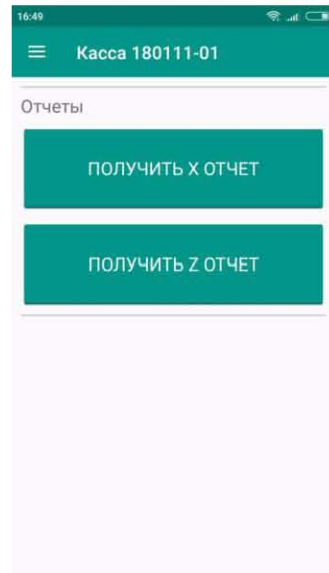 16:49
Касса 180111-01
Отчеты
ПОЛУЧИТЬ X ОТЧЕТ
ПОЛУЧИТЬ Z ОТЧЕТ